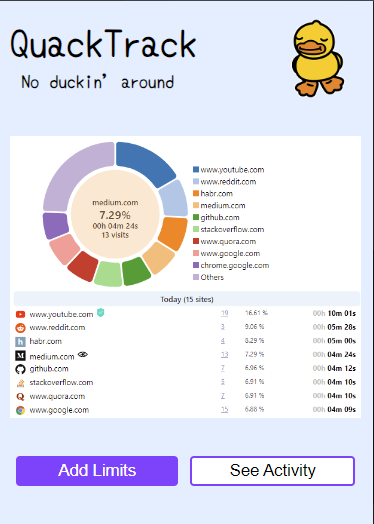 QuackTrack
No duckin' around
medium.com
7.29%
00h 04m 24s
13 visits
www.youtube.com
www.reddit.com
habr.com
medium.com
github.com
stackoverflow.com
www.quora.com
www.google.com
chrome.google.com
Others
Today (15 sites)
www.youtube.com 19 16.61 % 00h 10m 01s
www.reddit.com 3 9.06 % 00h 05m 28s
habr.com 4 8.29 % 00h 05m 00s
medium.com 13 7.29 % 00h 04m 24s
github.com 7 6.96 % 00h 04m 12s
stackoverflow.com 5 6.91 % 00h 04m 10s
www.quora.com 7 6.91 % 00h 04m 10s
www.google.com 15 6.88 % 00h 04m 09s
Add Limits
See Activity